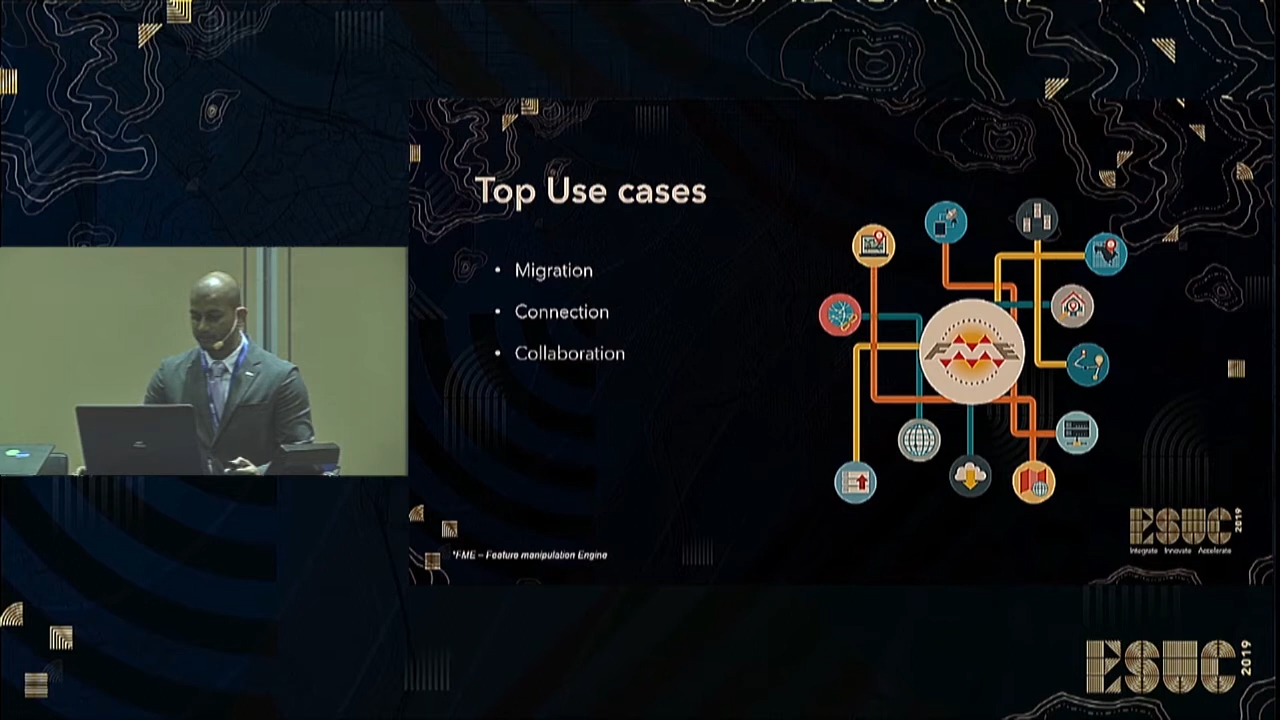 Top Use cases
• Migration
• Connection
• Collaboration
FME
*FME – Feature manipulation Engine
ESUC 2019
Integrate Innovate Accelerate
ESUC 2019